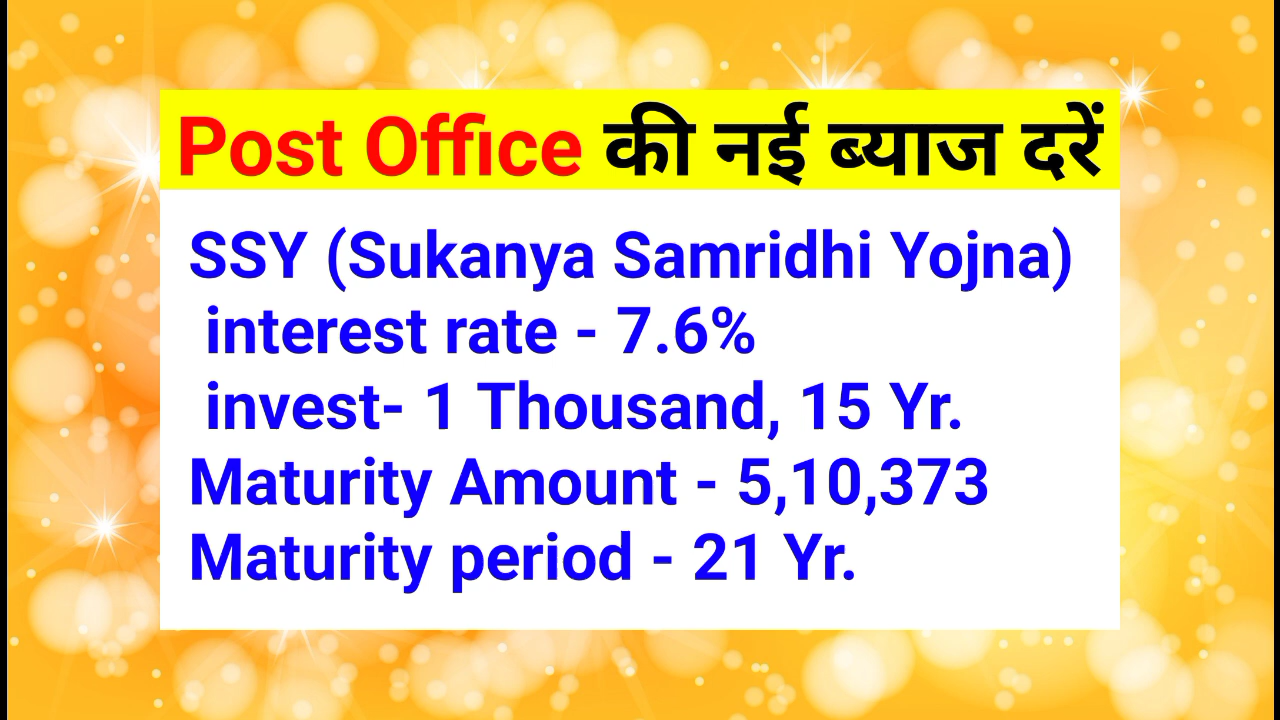 Post Office की नई ब्याज दरें
SSY (Sukanya Samridhi Yojna)
interest rate - 7.6%
invest- 1 Thousand, 15 Yr.
Maturity Amount - 5,10,373
Maturity period - 21 Yr.